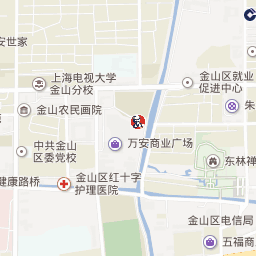 安世家
上海电视大学
金山分校
金山区就业
促进中心
朱
金山农民画院
中共金山
区委党校
万安商业广场
东林禅
健康路桥
金山区红十字
护理医院
金山区电信局
五福商